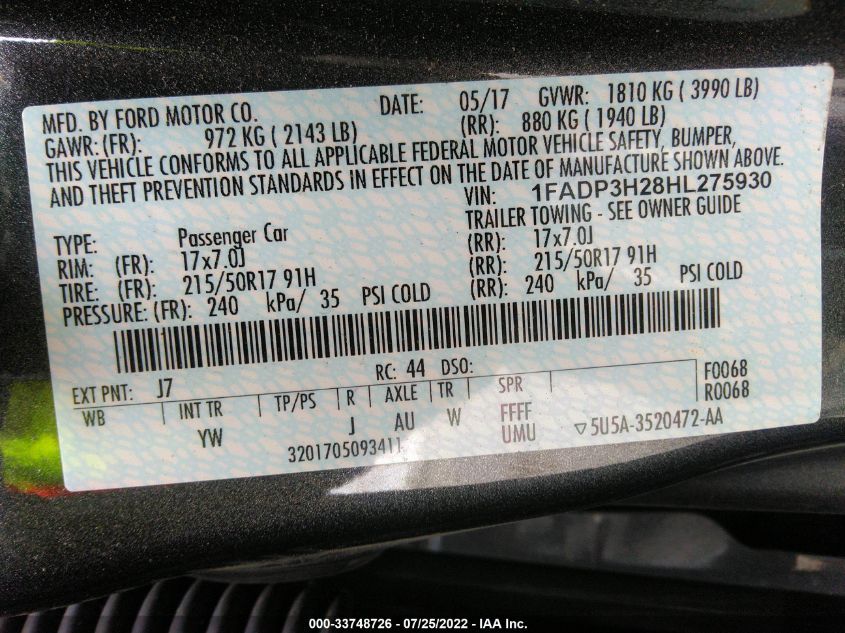 MFD. BY FORD MOTOR CO. DATE: 05/17 GVWR: 1810 KG ( 3990 LB)
GAWR: (FR): 972 KG ( 2143 LB) (RR): 880 KG ( 1940 LB)
THIS VEHICLE CONFORMS TO ALL APPLICABLE FEDERAL MOTOR VEHICLE SAFETY, BUMPER,
AND THEFT PREVENTION STANDARDS IN EFFECT ON THE DATE OF MANUFACTURE SHOWN ABOVE.
VIN: 1FADP3H28HL275930
TRAILER TOWING - SEE OWNER GUIDE
TYPE: Passenger Car
RIM: (FR): 17x7.0J (RR): 17x7.0J
TIRE: (FR): 215/50R17 91H (RR): 215/50R17 91H
PRESSURE: (FR): 240 kPa/ 35 PSI COLD (RR): 240 kPa/ 35 PSI COLD
EXT PNT: J7 RC: 44 DSO: F0068
R0068
WB INT TR TP/PS R AXLE TR SPR
YW J AU W FFFF
UMU
3201705093411 ▽5U5A-3520472-AA
000-33748726 - 07/25/2022 - IAA Inc.